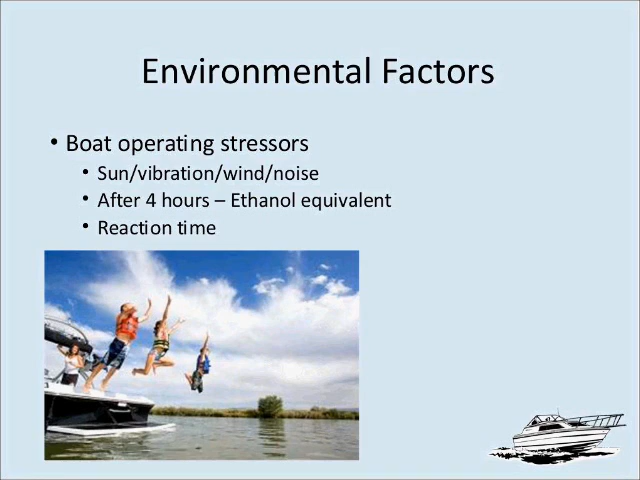 Environmental Factors
• Boat operating stressors
• Sun/vibration/wind/noise
• After 4 hours – Ethanol equivalent
• Reaction time